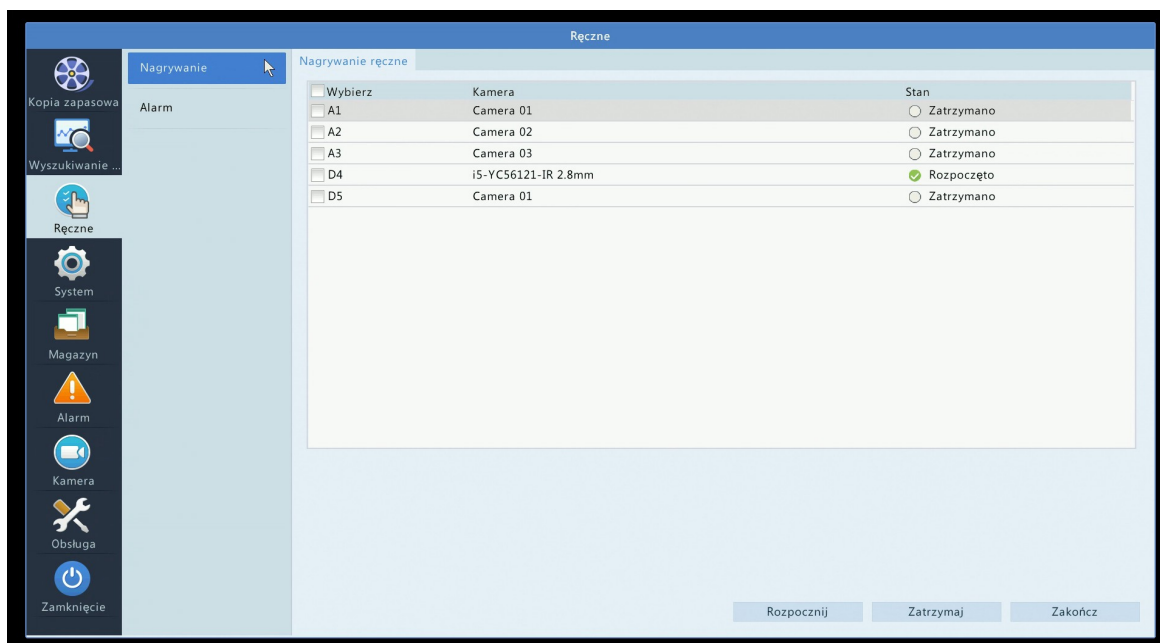 Ręczne
Kopia zapasowa
Wyszukiwanie ...
Ręczne
System
Magazyn
Alarm
Kamera
Obsługa
Zamknięcie
Nagrywanie
Alarm
Nagrywanie ręczne
Wybierz Kamera Stan
A1 Camera 01 Zatrzymano
A2 Camera 02 Zatrzymano
A3 Camera 03 Zatrzymano
D4 i5-YC56121-IR 2.8mm Rozpoczęto
D5 Camera 01 Zatrzymano
Rozpocznij Zatrzymaj Zakończ